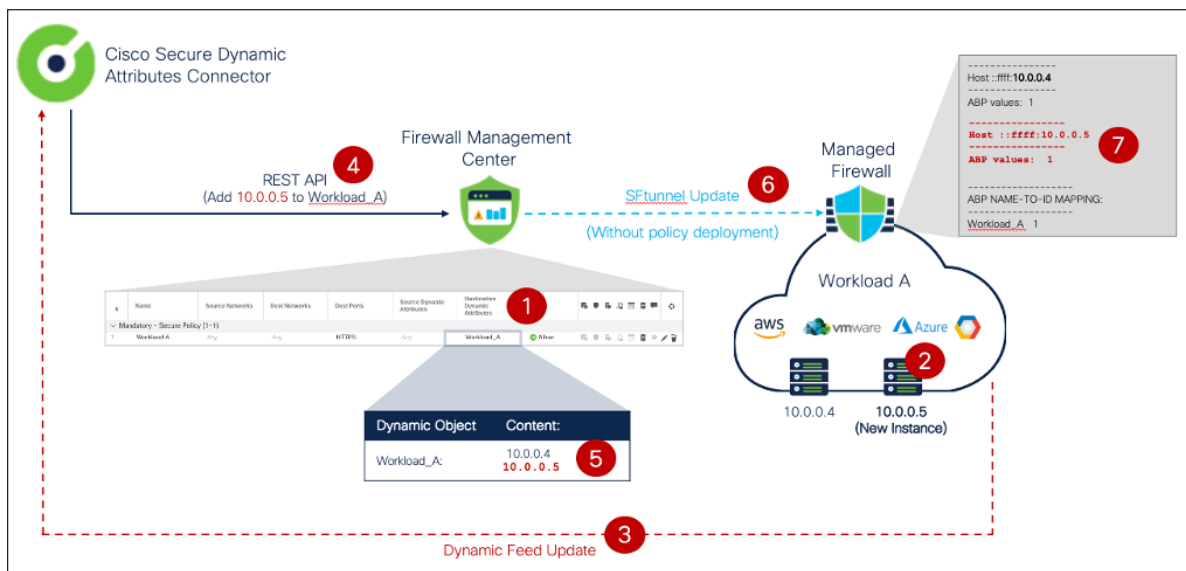 Cisco Secure Dynamic
Attributes Connector
Firewall Management
Center
4
REST API
(Add 10.0.0.5 to Workload_A)
SFtunnel Update
6
(Without policy deployment)
Managed
Firewall
Host ::ffff:10.0.0.4
ABP values: 1
Host ::ffff:10.0.0.5
ABP values: 1
7
ABP NAME-TO-ID MAPPING:
Workload_A 1
# Name Source Networks Dest Networks Dest Ports Source Dynamic Attributes Destination Dynamic Attributes
1
Mandatory - Secure Policy (1-1)
1 Workload A Any Any HTTPS Any Workload_A Allow
Dynamic Object Content:
Workload_A: 10.0.0.4
10.0.0.5
5
Workload A
aws vmware Azure
2
10.0.0.4 10.0.0.5
(New Instance)
3
Dynamic Feed Update